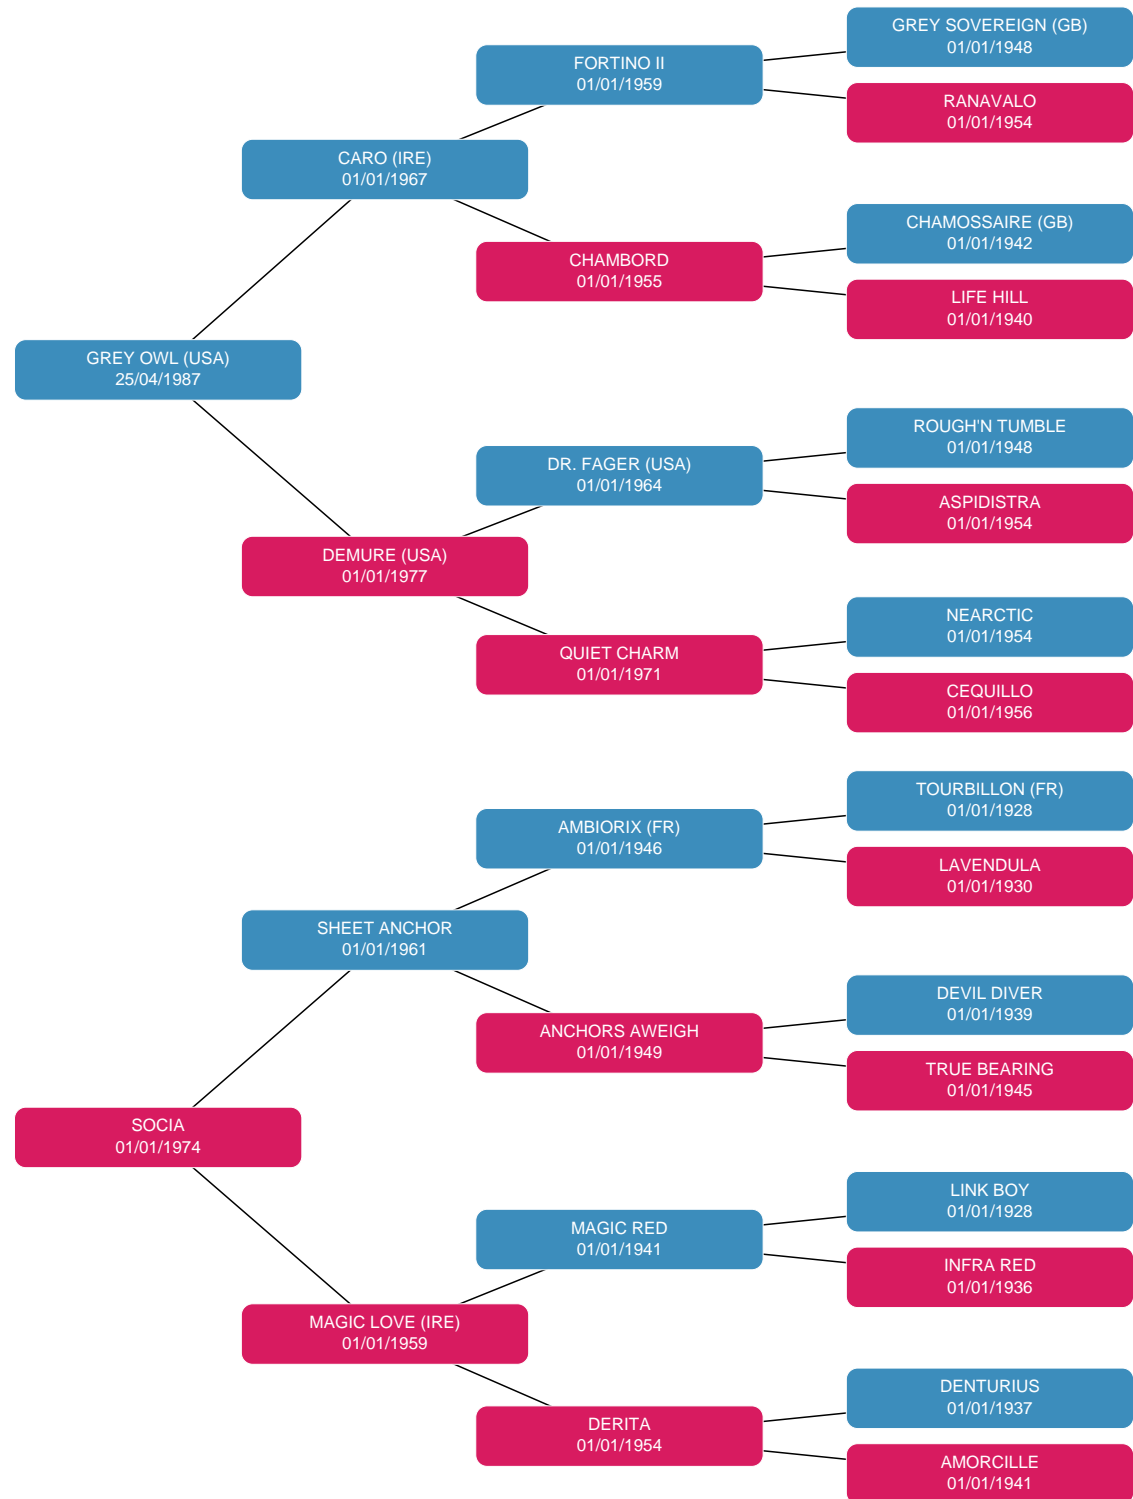 GREY SOVEREIGN (GB)
01/01/1948
FORTINO II
01/01/1959
RANAVALO
01/01/1954
CARO (IRE)
01/01/1967
CHAMOSSAIRE (GB)
01/01/1942
CHAMBORD
01/01/1955
LIFE HILL
01/01/1940
GREY OWL (USA)
25/04/1987
ROUGH'N TUMBLE
01/01/1948
DR. FAGER (USA)
01/01/1964
ASPIDISTRA
01/01/1954
DEMURE (USA)
01/01/1977
NEARCTIC
01/01/1954
QUIET CHARM
01/01/1971
CEQUILLO
01/01/1956
TOURBILLON (FR)
01/01/1928
AMBIORIX (FR)
01/01/1946
LAVENDULA
01/01/1930
SHEET ANCHOR
01/01/1961
DEVIL DIVER
01/01/1939
ANCHORS AWEIGH
01/01/1949
TRUE BEARING
01/01/1945
SOCIA
01/01/1974
LINK BOY
01/01/1928
MAGIC RED
01/01/1941
INFRA RED
01/01/1936
MAGIC LOVE (IRE)
01/01/1959
DENTURIUS
01/01/1937
DERITA
01/01/1954
AMORCILLE
01/01/1941